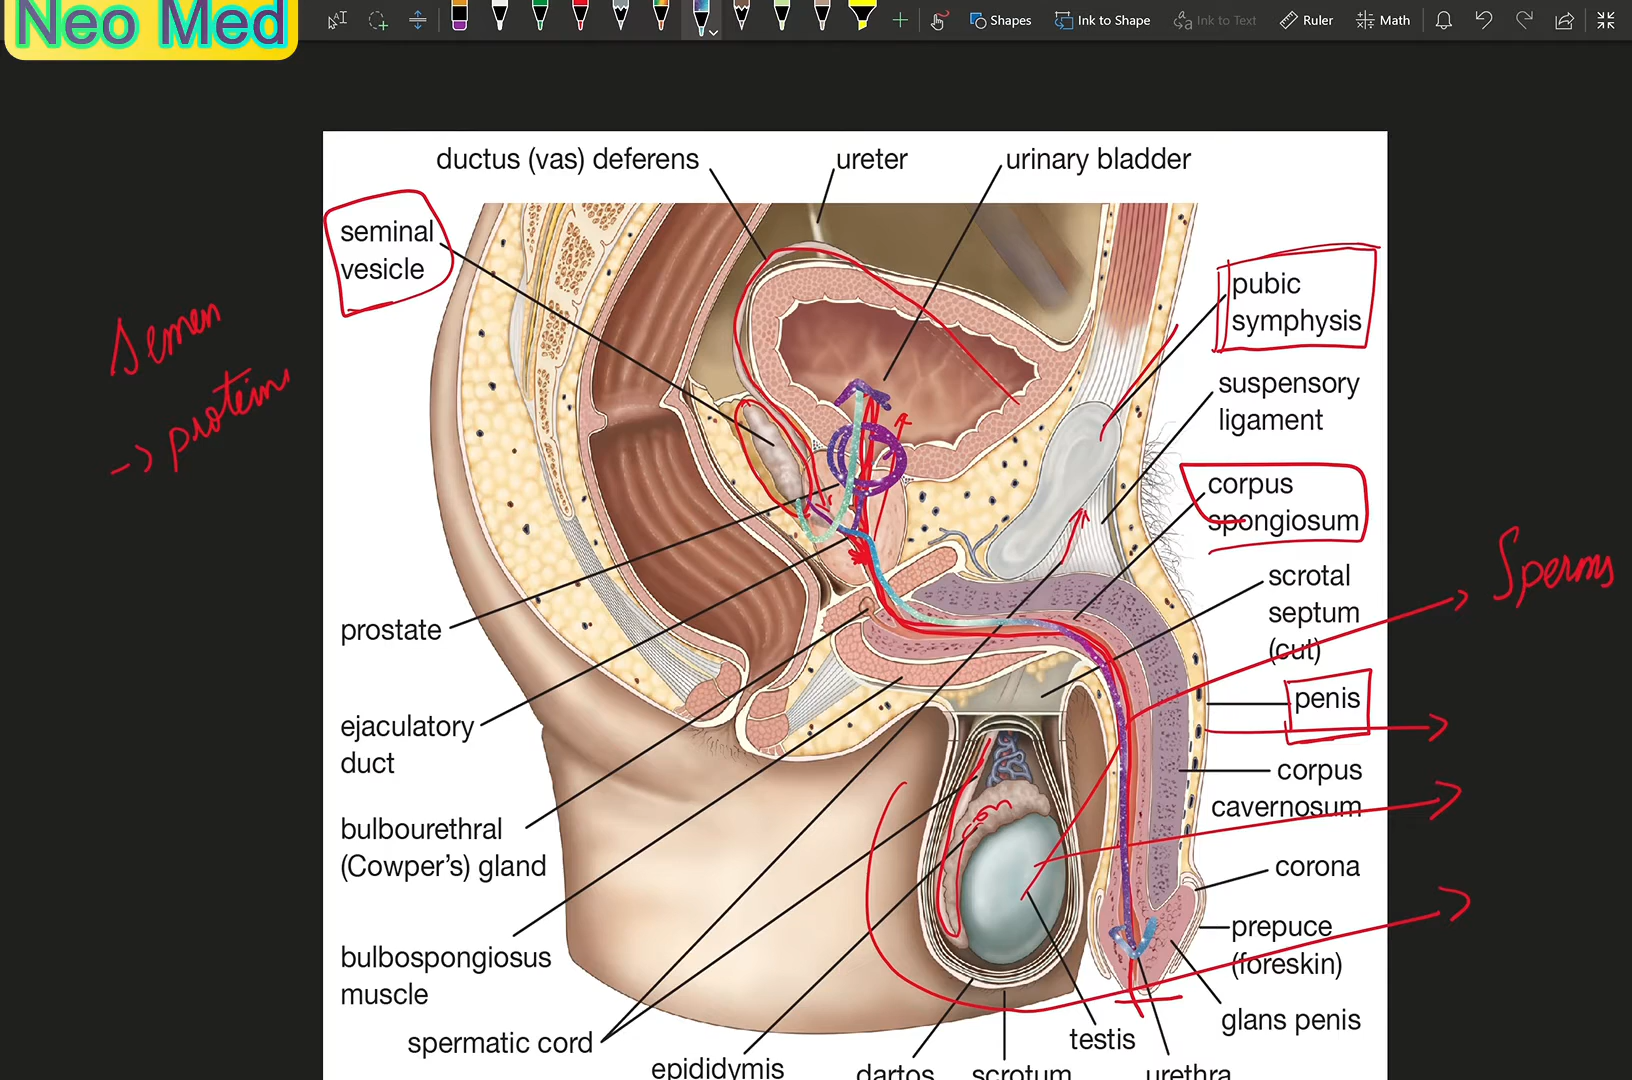 Neo Med
Shapes
Ink to Shape
Ink to Text
Ruler
Math
ductus (vas) deferens
ureter
urinary bladder
seminal
vesicle
pubic
symphysis
suspensory
ligament
corpus
spongiosum
scrotal
septum
(cut)
penis
corpus
cavernosum
corona
prepuce
(foreskin)
glans penis
prostate
ejaculatory
duct
bulbourethral
(Cowper's) gland
bulbospongiosus
muscle
spermatic cord
epididymis
dartos
scrotum
testis
urethra
Semen
-> protein
Sperms